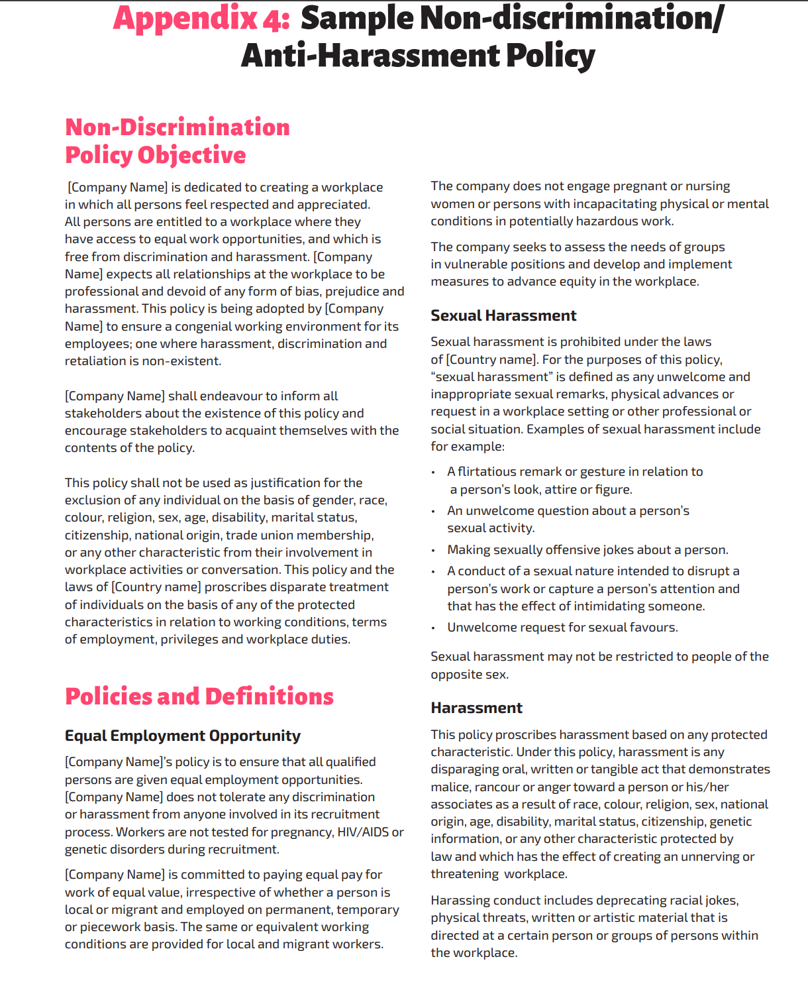 Appendix 4: Sample Non-discrimination/
Anti-Harassment Policy
Non-Discrimination
Policy Objective
[Company Name] is dedicated to creating a workplace
in which all persons feel respected and appreciated.
All persons are entitled to a workplace where they
have access to equal work opportunities, and which is
free from discrimination and harassment. [Company
Name] expects all relationships at the workplace to be
professional and devoid of any form of bias, prejudice and
harassment. This policy is being adopted by [Company
Name] to ensure a congenial working environment for its
employees; one where harassment, discrimination and
retaliation is non-existent.
[Company Name] shall endeavour to inform all
stakeholders about the existence of this policy and
encourage stakeholders to acquaint themselves with the
contents of the policy.
This policy shall not be used as justification for the
exclusion of any individual on the basis of gender, race,
colour, religion, sex, age, disability, marital status,
citizenship, national origin, trade union membership,
or any other characteristic from their involvement in
workplace activities or conversation. This policy and the
laws of [Country name] proscribes disparate treatment
of individuals on the basis of any of the protected
characteristics in relation to working conditions, terms
of employment, privileges and workplace duties.
Policies and Definitions
Equal Employment Opportunity
[Company Name]’s policy is to ensure that all qualified
persons are given equal employment opportunities.
[Company Name] does not tolerate any discrimination
or harassment from anyone involved in its recruitment
process. Workers are not tested for pregnancy, HIV/AIDS or
genetic disorders during recruitment.
[Company Name] is committed to paying equal pay for
work of equal value, irrespective of whether a person is
local or migrant and employed on permanent, temporary
or piecework basis. The same or equivalent working
conditions are provided for local and migrant workers.
The company does not engage pregnant or nursing
women or persons with incapacitating physical or mental
conditions in potentially hazardous work.
The company seeks to assess the needs of groups
in vulnerable positions and develop and implement
measures to advance equity in the workplace.
Sexual Harassment
Sexual harassment is prohibited under the laws
of [Country name]. For the purposes of this policy,
“sexual harassment” is defined as any unwelcome and
inappropriate sexual remarks, physical advances or
request in a workplace setting or other professional or
social situation. Examples of sexual harassment include
for example:
• A flirtatious remark or gesture in relation to
a person’s look, attire or figure.
• An unwelcome question about a person’s
sexual activity.
• Making sexually offensive jokes about a person.
• A conduct of a sexual nature intended to disrupt a
person’s work or capture a person’s attention and
that has the effect of intimidating someone.
• Unwelcome request for sexual favours.
Sexual harassment may not be restricted to people of the
opposite sex.
Harassment
This policy proscribes harassment based on any protected
characteristic. Under this policy, harassment is any
disparaging oral, written or tangible act that demonstrates
malice, rancour or anger toward a person or his/her
associates as a result of race, colour, religion, sex, national
origin, age, disability, marital status, citizenship, genetic
information, or any other characteristic protected by
law and which has the effect of creating an unnerving or
threatening workplace.
Harassing conduct includes deprecating racial jokes,
physical threats, written or artistic material that is
directed at a certain person or groups of persons within
the workplace.